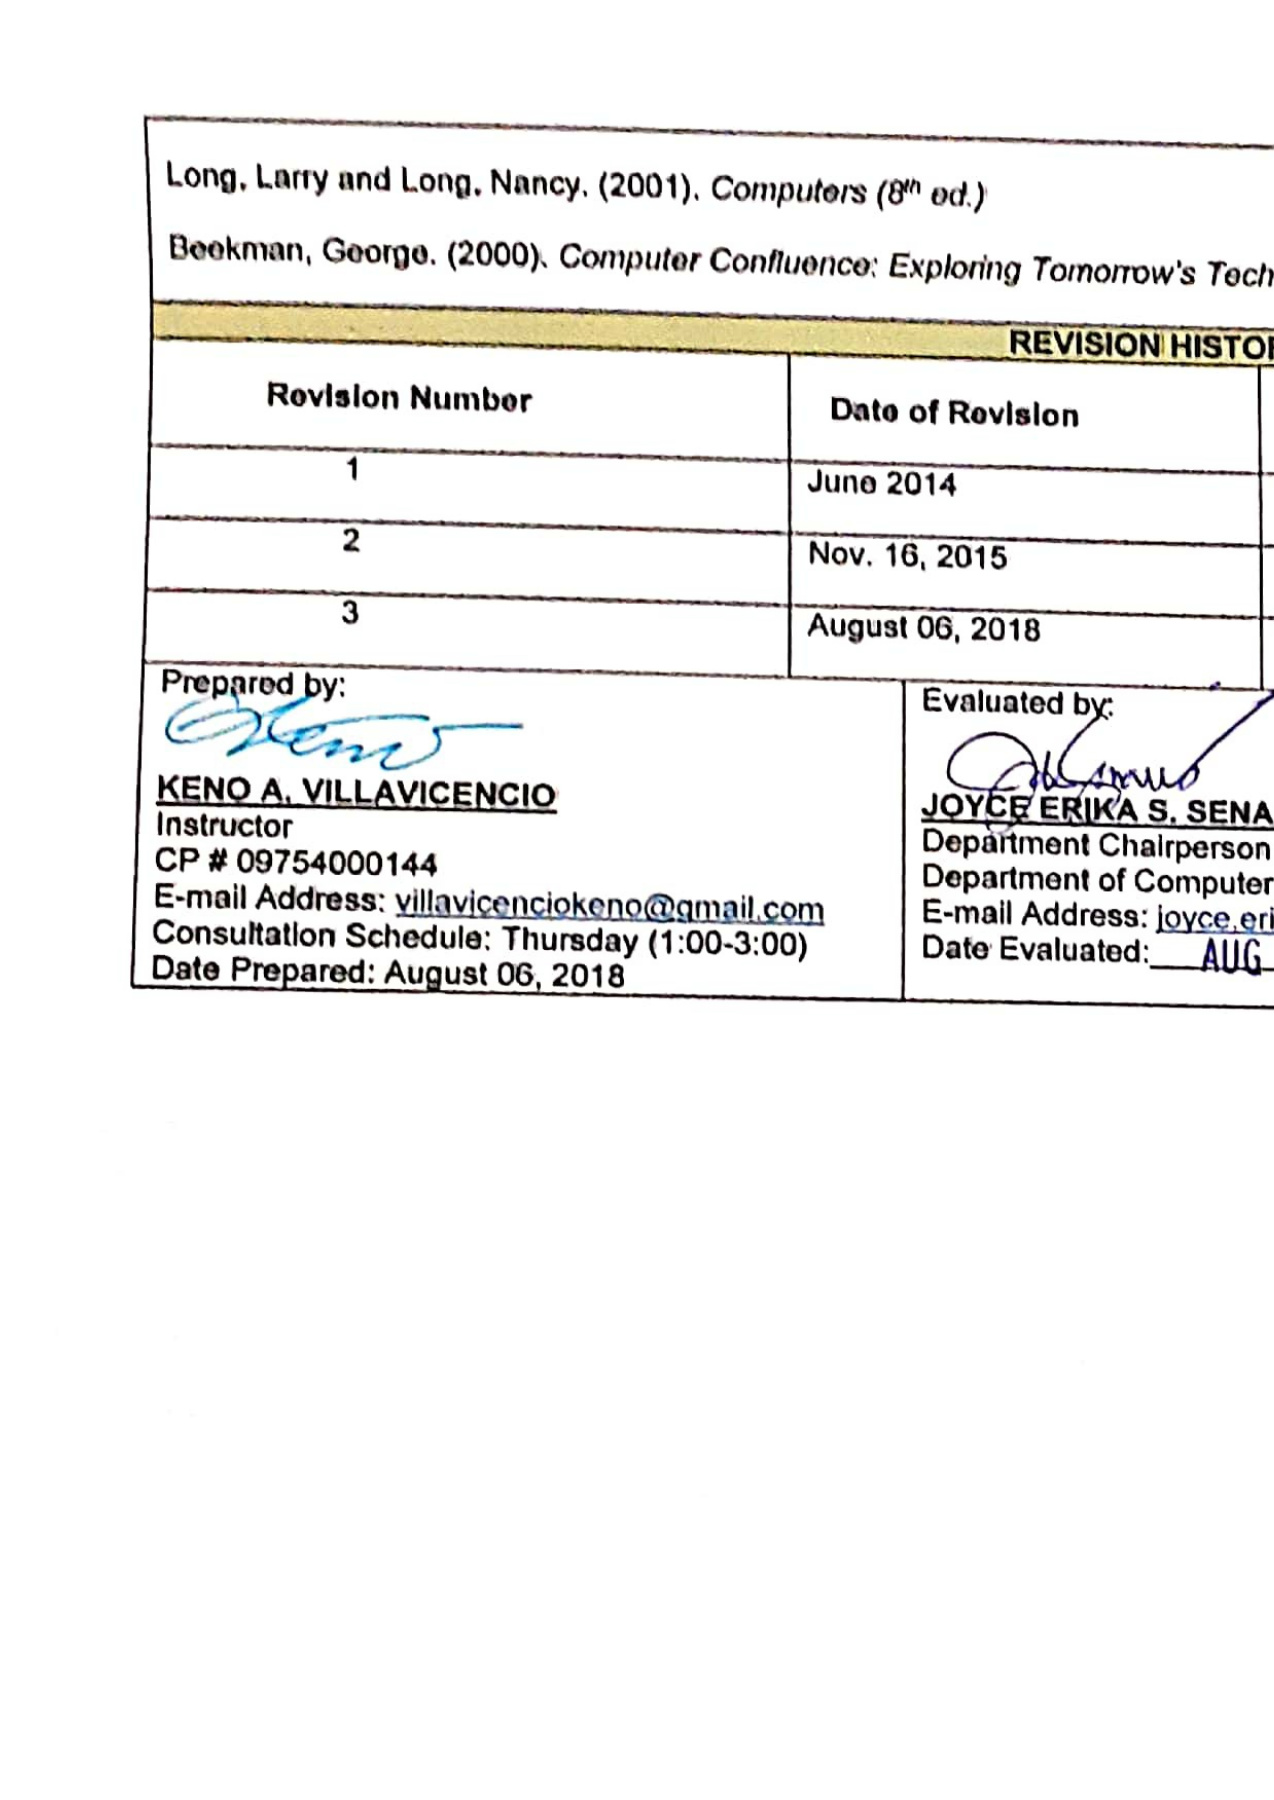 Long, Larry and Long, Nancy. (2001). Computers (8th ed.)
Beekman, George. (2000). Computer Confluence: Exploring Tomorrow's Tech
REVISION HISTO
Revision Number Date of Revision
1 June 2014
2 Nov. 16, 2015
3 August 06, 2018
Prepared by:
KENO A. VILLAVICENCIO
Instructor
CP # 09754000144
E-mail Address: villavicenciokeno@gmail.com
Consultation Schedule: Thursday (1:00-3:00)
Date Prepared: August 06, 2018
Evaluated by:
JOYCE ERIKA S. SENA
Department Chairperson
Department of Computer
E-mail Address: joyce.eri
Date Evaluated: AUG